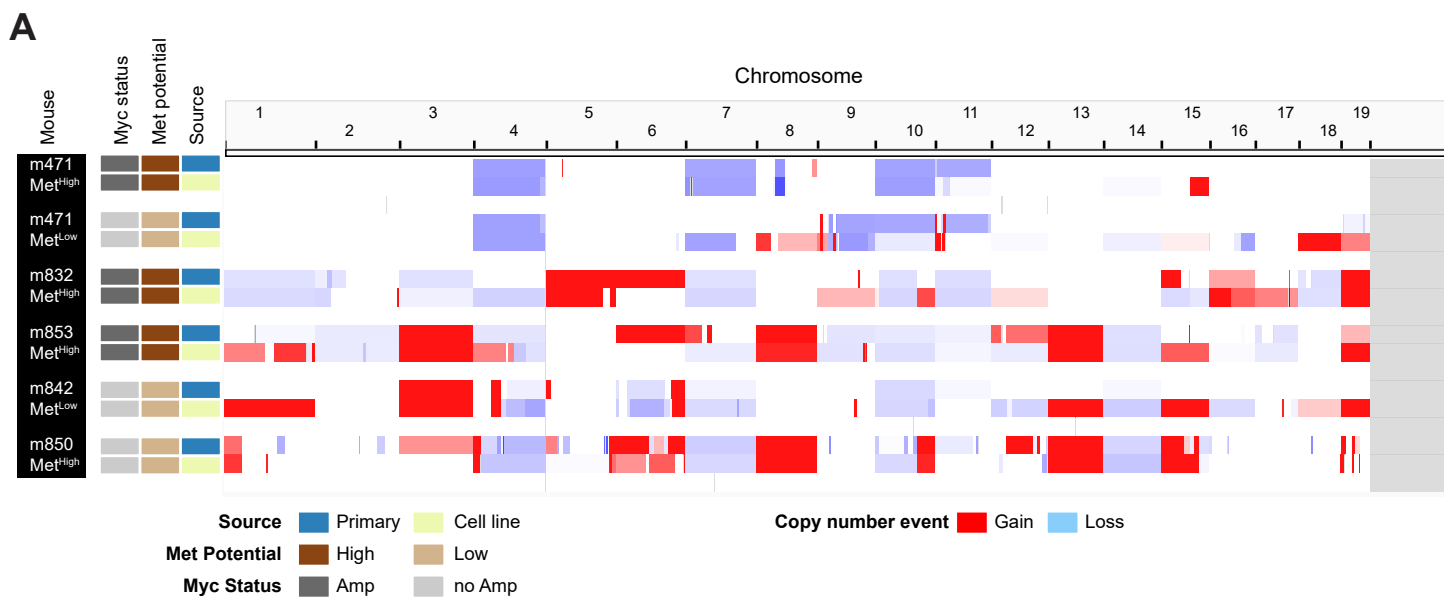 A
Chromosome
Mouse
Myc status
Met potential
Source
1 3 5 7 9 11 13 15 17 19
2 4 6 8 10 12 14 16 18
m471
MetHigh
m471
MetLow
m832
MetHigh
m853
MetHigh
m842
MetLow
m850
MetHigh
Source Primary Cell line
Copy number event Gain Loss
Met Potential High Low
Myc Status Amp no Amp